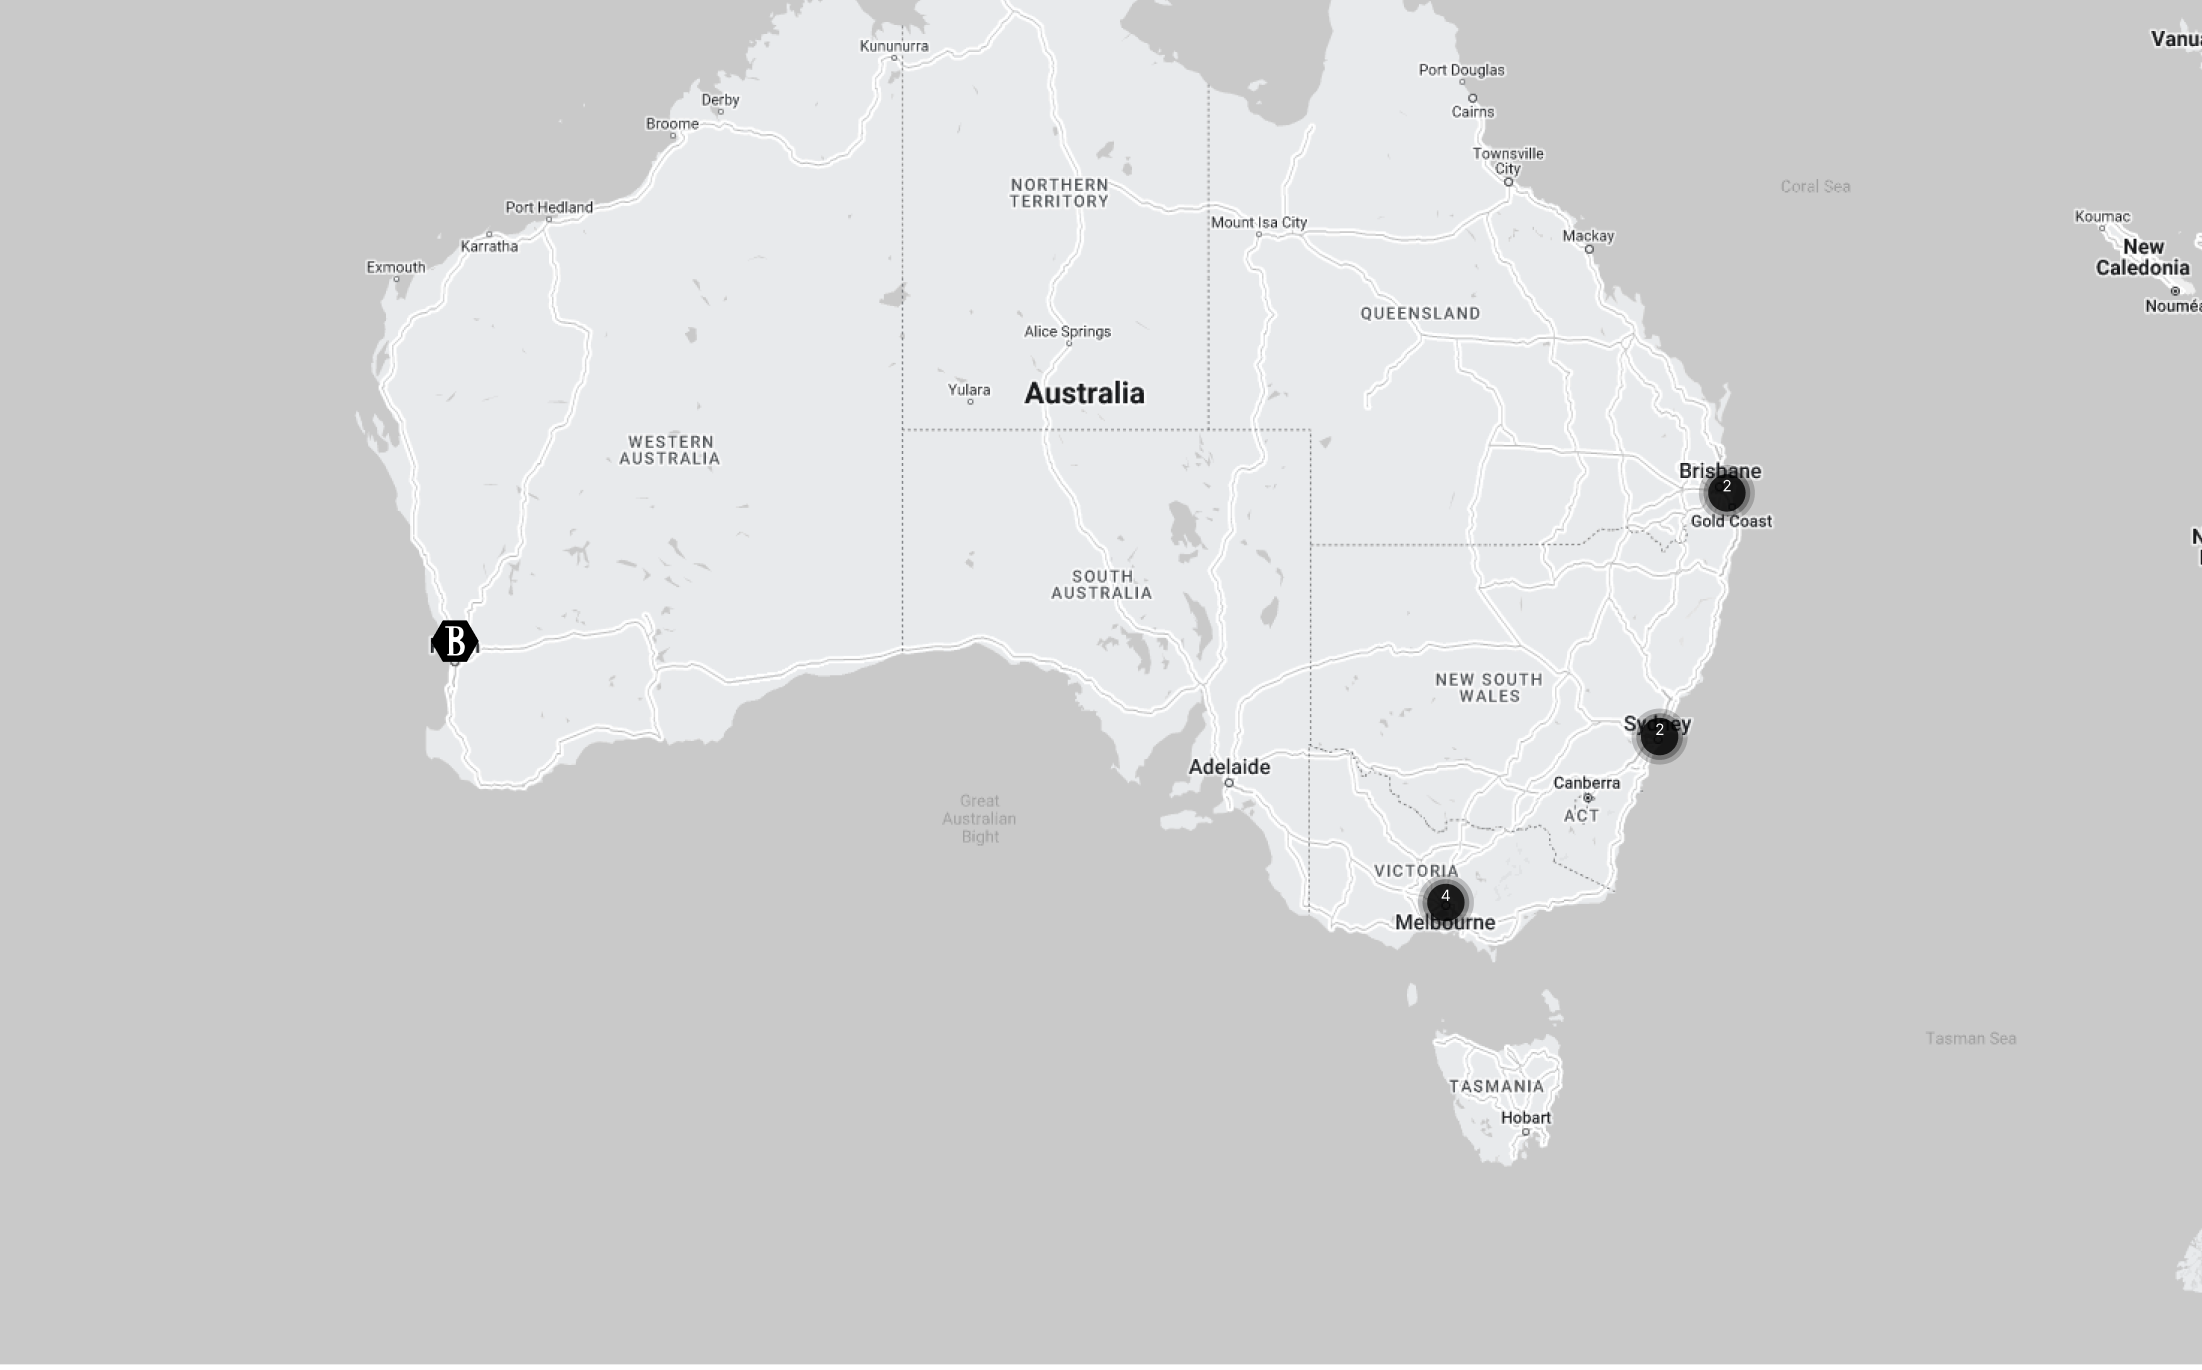 Vanua
Kununurra
Port Douglas
Derby
Cairns
Broome
Townsville
City
NORTHERN
TERRITORY
Coral Sea
Port Hedland
Koumac
Mount Isa City
Mackay
Karratha
New
Caledonia
Exmouth
Nouméa
QUEENSLAND
Alice Springs
Yulara
Australia
WESTERN
AUSTRALIA
Brisbane
2
Gold Coast
SOUTH
AUSTRALIA
B
NEW SOUTH
WALES
Sydney
2
Adelaide
Canberra
ACT
Great
Australian
Bight
VICTORIA
4
Melbourne
Tasman Sea
TASMANIA
Hobart